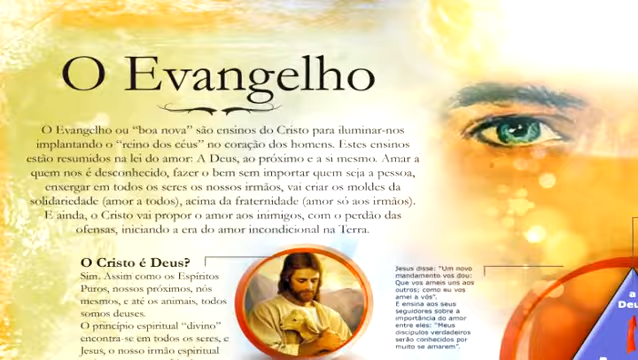 O Evangelho
O Evangelho ou “boa nova” são ensinos do Cristo para iluminar-nos
implantando o “reino dos céus” no coração dos homens. Estes ensinos
estão resumidos na lei do amor: A Deus, ao próximo e a si mesmo. Amar a
quem nos é desconhecido, fazer o bem sem importar quem seja a pessoa,
enxergar em todos os seres os nossos irmãos, vai criar os moldes da
solidariedade (amor a todos), acima da fraternidade (amor só aos irmãos).
E ainda, o Cristo vai propor o amor aos inimigos, com o perdão das
ofensas, iniciando a era do amor incondicional na Terra.
O Cristo é Deus?
Sim. Assim como os Espíritos
Puros, nossos próximos, nós
mesmos, e até os animais, todos
somos deuses.
O princípio espiritual “divino”
encontra-se em todos os seres, e
Jesus, o nosso irmão espiritual
Jesus disse: “Um novo
mandamento vos dou:
Que vos ameis uns aos
outros; como eu vos
amei a vós”.
E ensina aos seus
seguidores sobre a
importância do amor
entre eles: “Meus
discípulos verdadeiros
serão conhecidos por
muito se amarem”.
a
Deu